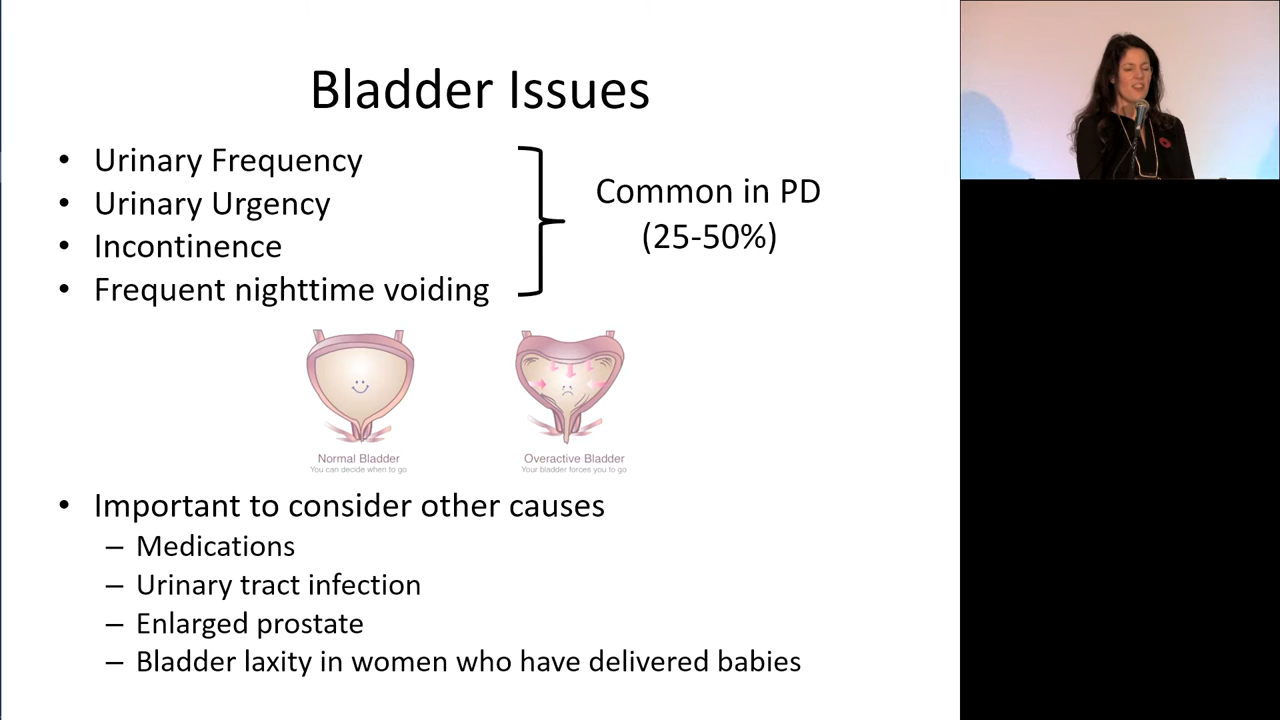 Bladder Issues
• Urinary Frequency
• Urinary Urgency
• Incontinence
• Frequent nighttime voiding
Common in PD
(25-50%)
Normal Bladder
You can decide when to go
Overactive Bladder
Your bladder forces you to go
• Important to consider other causes
– Medications
– Urinary tract infection
– Enlarged prostate
– Bladder laxity in women who have delivered babies